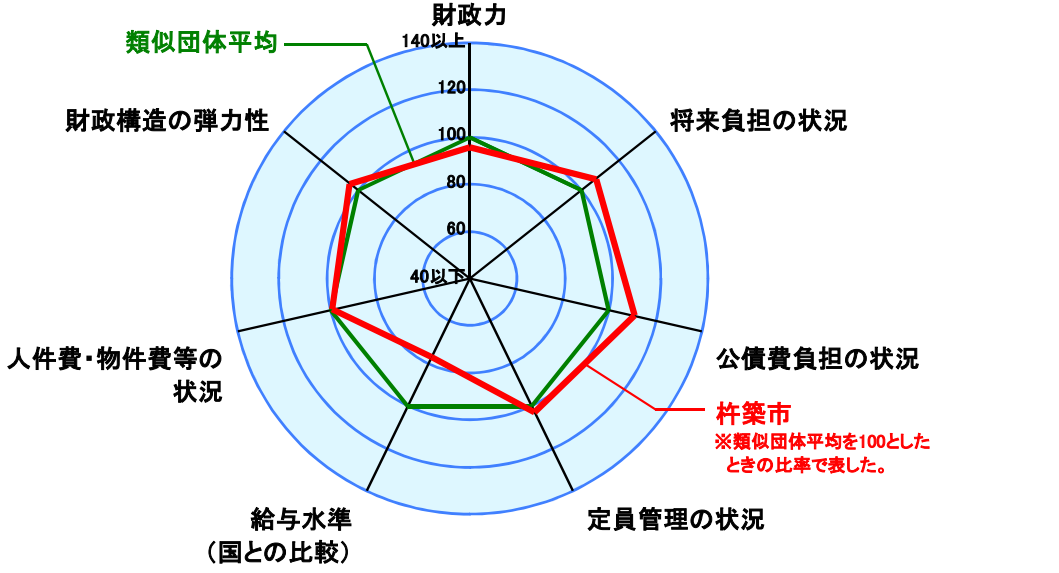 財政力
類似団体平均
140以上
120
100
80
60
40以下
財政構造の弾力性
将来負担の状況
人件費・物件費等の
状況
公債費負担の状況
杵築市
※類似団体平均を100とした
ときの比率で表した。
給与水準
（国との比較）
定員管理の状況